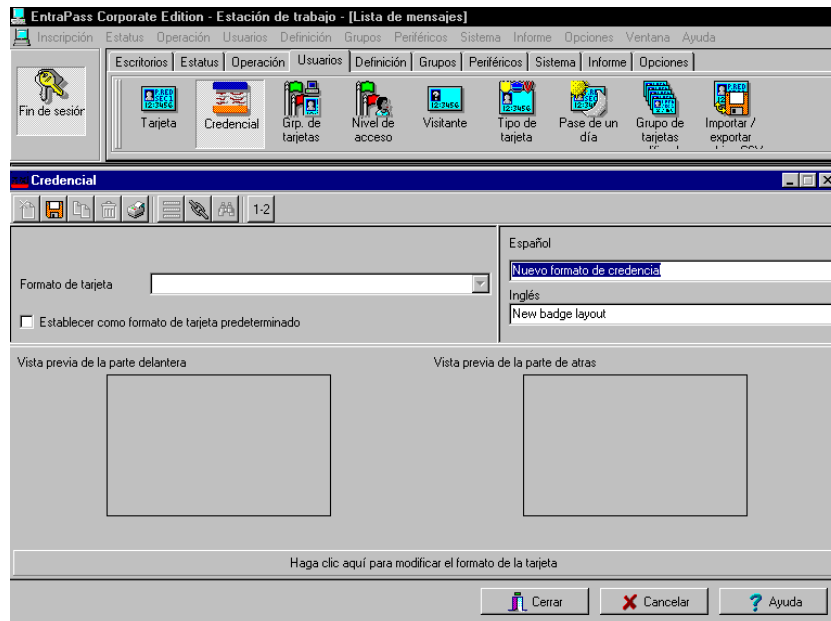 EntraPass Corporate Edition - Estación de trabajo - [Lista de mensajes]
Inscripción Estatus Operación Usuarios Definición Grupos Periféricos Sistema Informe Opciones Ventana Ayuda
Escritorios Estatus Operación Usuarios Definición Grupos Periféricos Sistema Informe Opciones
Fin de sesión
Tarjeta Credencial Grp. de tarjetas Nivel de acceso Visitante Tipo de tarjeta Pase de un día Grupo de tarjetas Importar / exportar
Credencial
1-2
Español
Nuevo formato de credencial
Formato de tarjeta
Inglés
New badge layout
Establecer como formato de tarjeta predeterminado
Vista previa de la parte delantera Vista previa de la parte de atras
Haga clic aquí para modificar el formato de la tarjeta
Cerrar Cancelar Ayuda